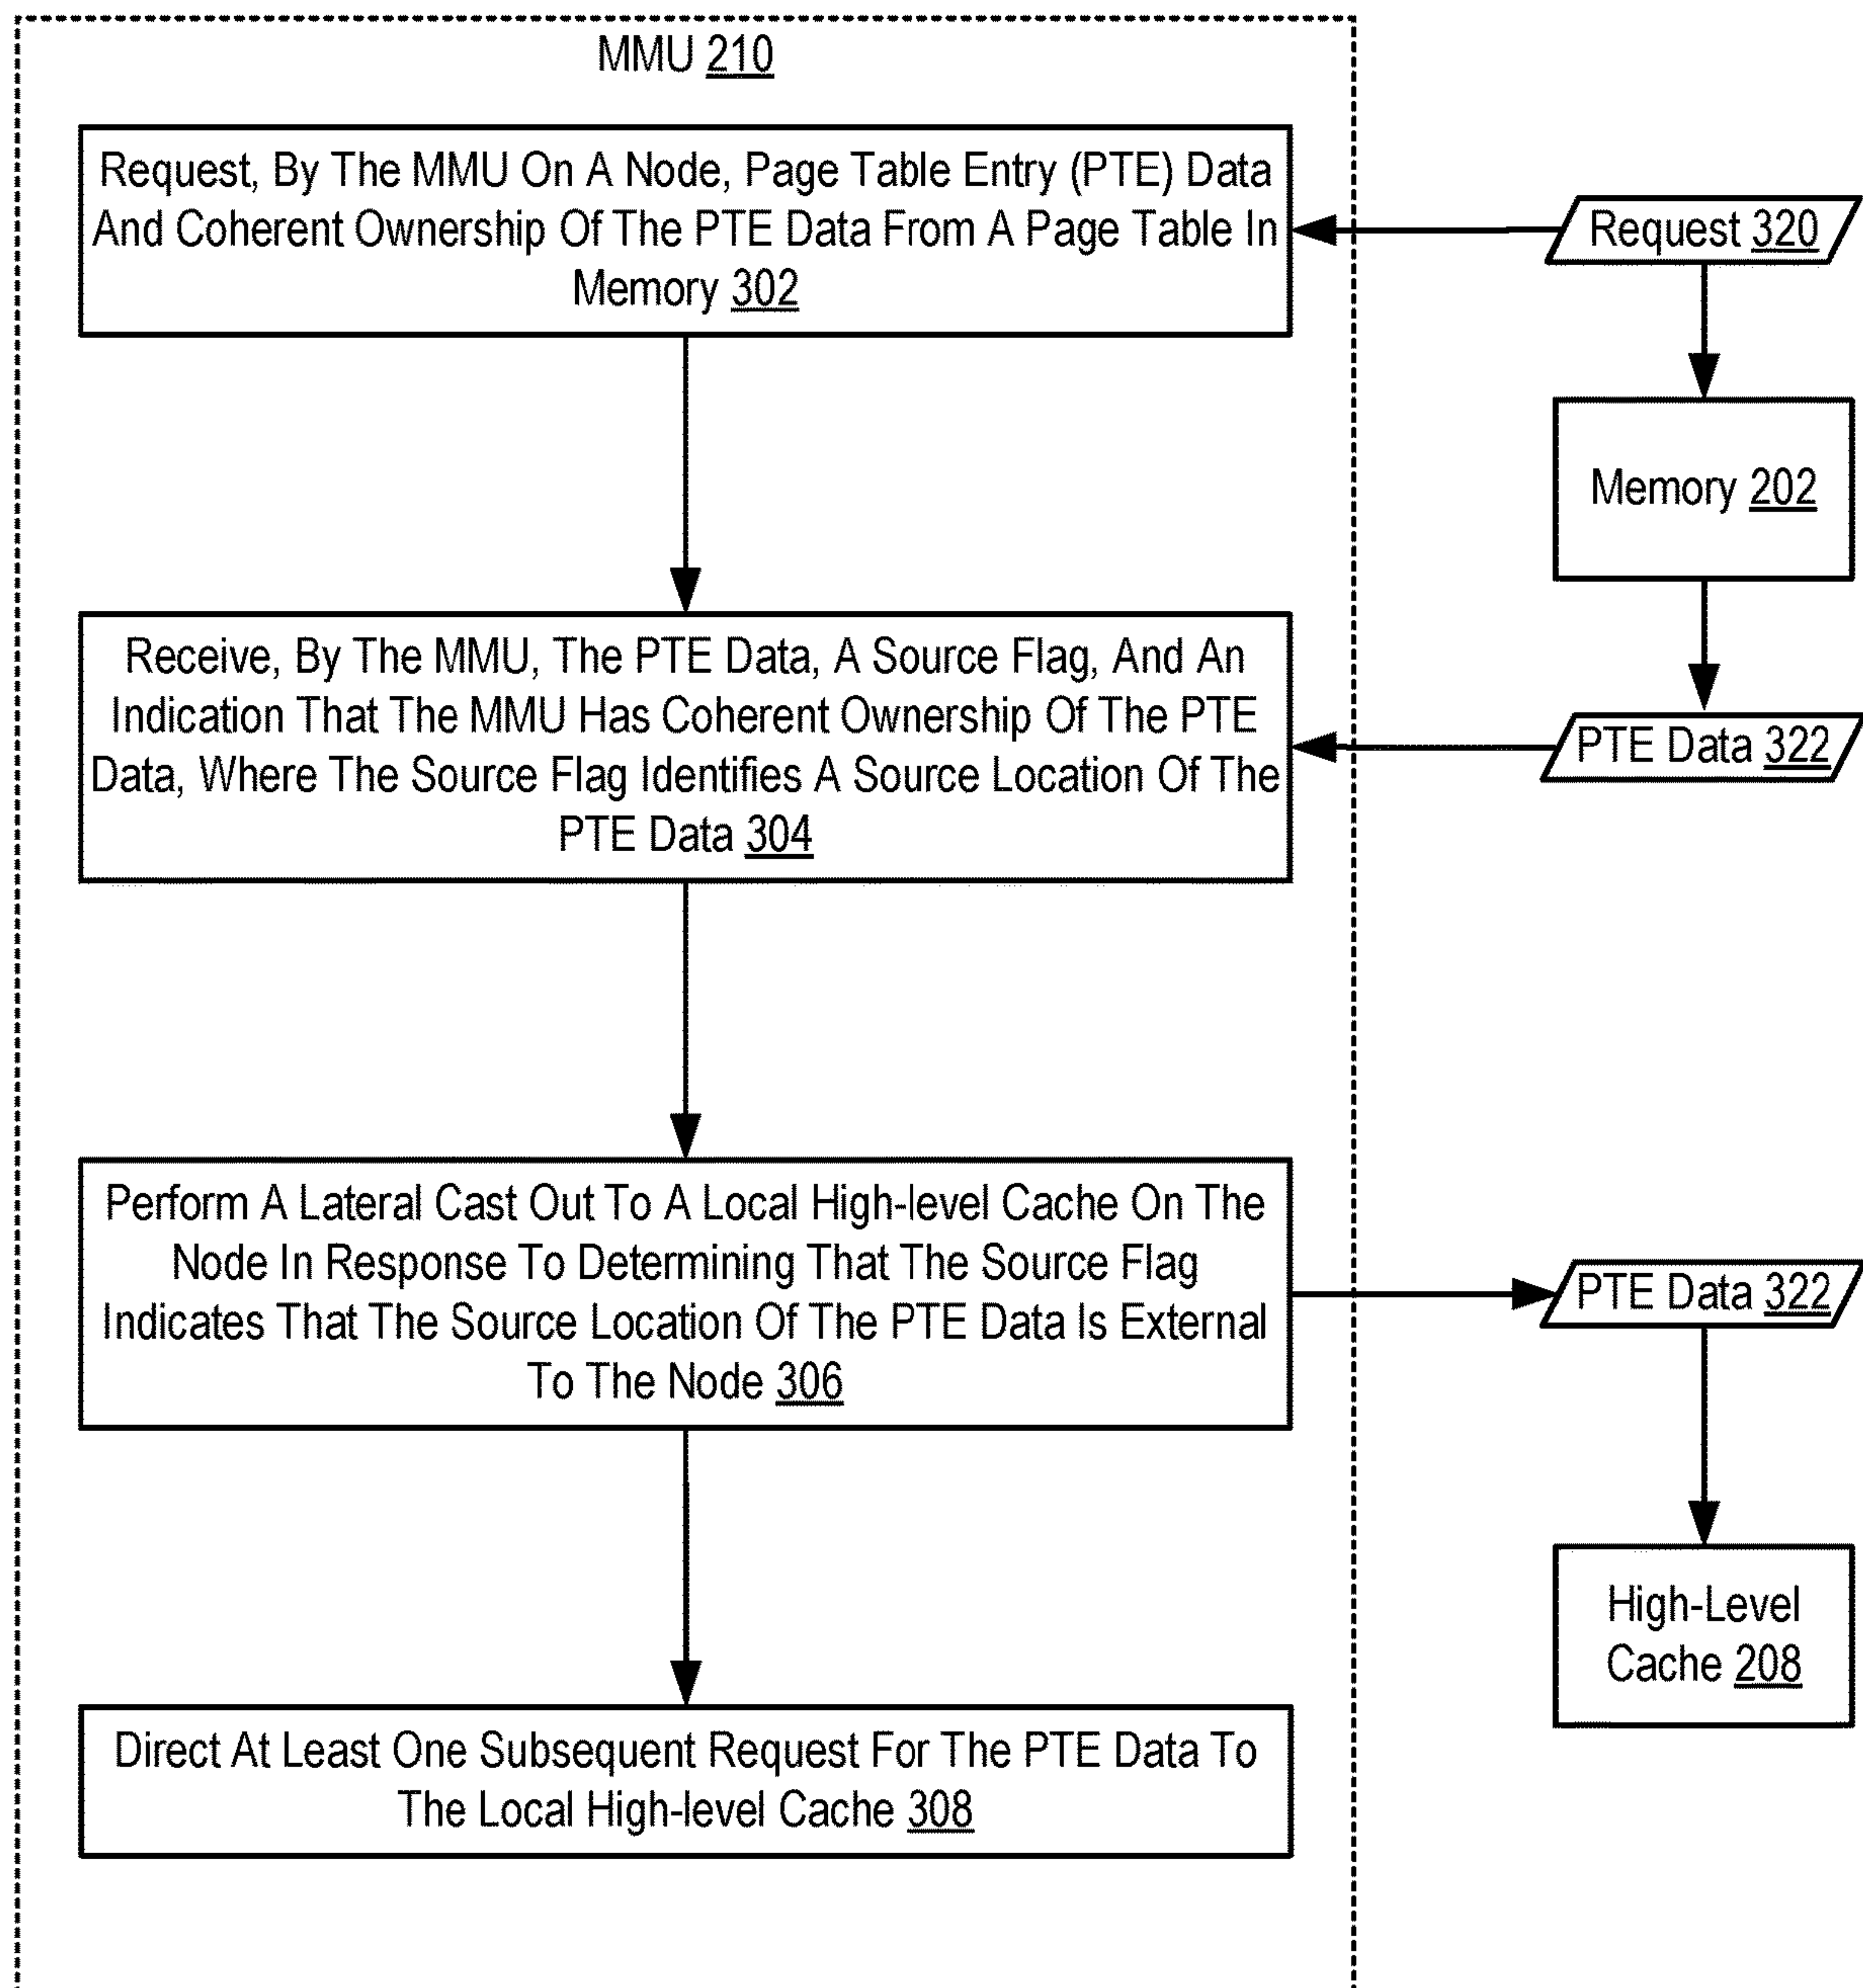 MMU 210
Request, By The MMU On A Node, Page Table Entry (PTE) Data
And Coherent Ownership Of The PTE Data From A Page Table In
Memory 302
Request 320
Memory 202
Receive, By The MMU, The PTE Data, A Source Flag, And An
Indication That The MMU Has Coherent Ownership Of The PTE
Data, Where The Source Flag Identifies A Source Location Of The
PTE Data 304
PTE Data 322
Perform A Lateral Cast Out To A Local High-level Cache On The
Node In Response To Determining That The Source Flag
Indicates That The Source Location Of The PTE Data Is External
To The Node 306
PTE Data 322
High-Level
Cache 208
Direct At Least One Subsequent Request For The PTE Data To
The Local High-level Cache 308